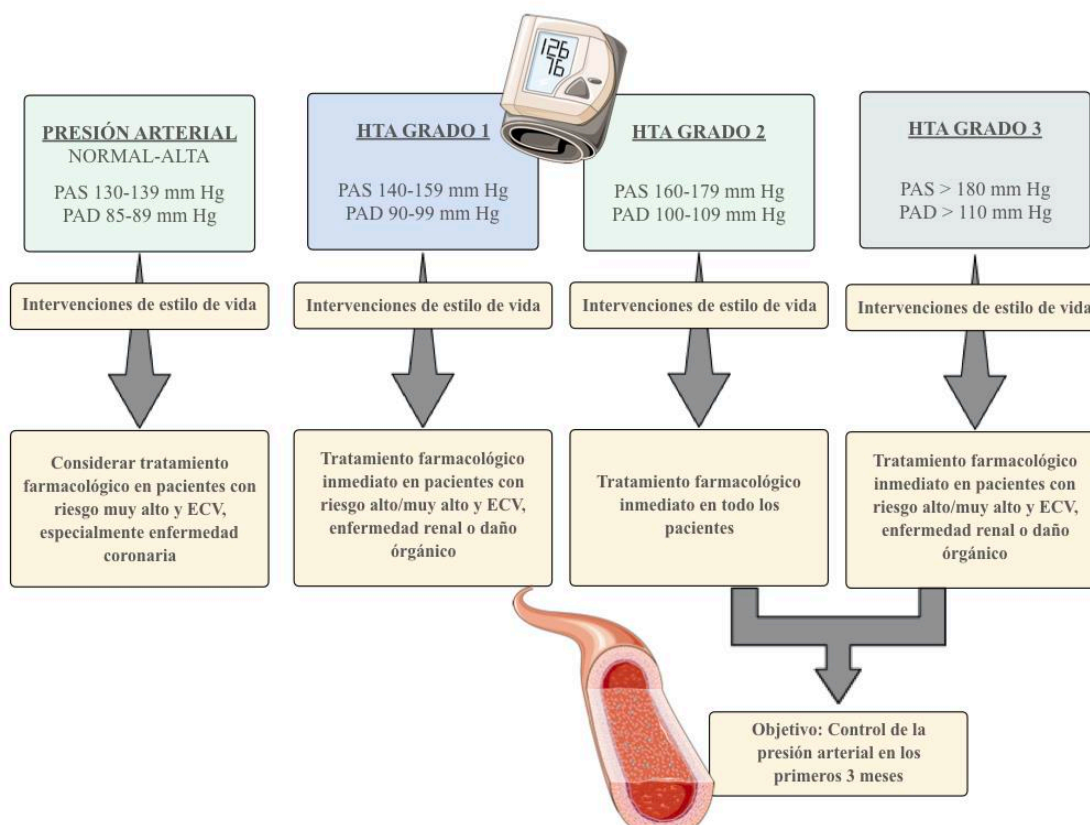 126
76
PRESIÓN ARTERIAL
NORMAL-ALTA
PAS 130-139 mm Hg
PAD 85-89 mm Hg
HTA GRADO 1
PAS 140-159 mm Hg
PAD 90-99 mm Hg
HTA GRADO 2
PAS 160-179 mm Hg
PAD 100-109 mm Hg
HTA GRADO 3
PAS > 180 mm Hg
PAD > 110 mm Hg
Intervenciones de estilo de vida
Intervenciones de estilo de vida
Intervenciones de estilo de vida
Intervenciones de estilo de vida
Considerar tratamiento
farmacológico en pacientes con
riesgo muy alto y ECV,
especialmente enfermedad
coronaria
Tratamiento farmacológico
inmediato en pacientes con
riesgo alto/muy alto y ECV,
enfermedad renal o daño
órgánico
Tratamiento farmacológico
inmediato en todo los
pacientes
Tratamiento farmacológico
inmediato en pacientes con
riesgo alto/muy alto y ECV,
enfermedad renal o daño
órgánico
Objetivo: Control de la
presión arterial en los
primeros 3 meses